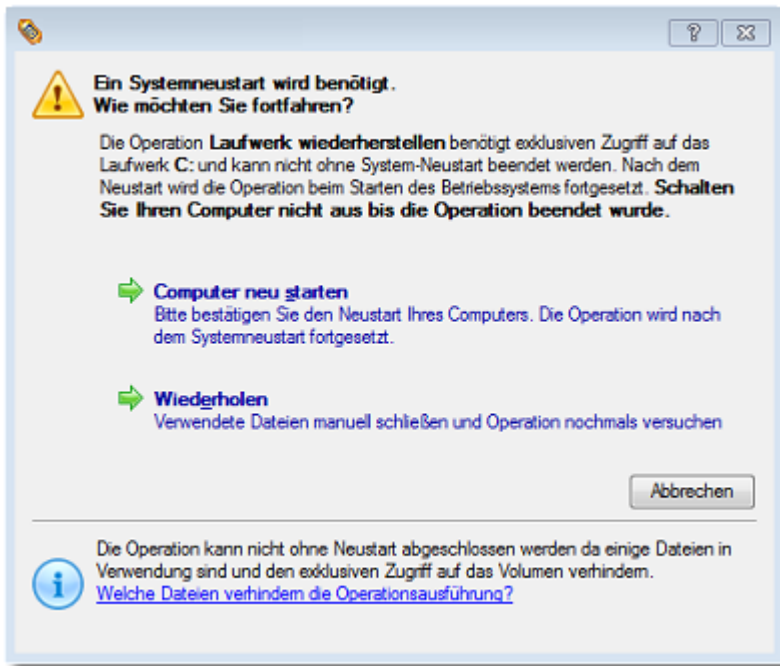 Ein Systemneustart wird benötigt.
Wie möchten Sie fortfahren?
Die Operation Laufwerk wiederherstellen benötigt exklusiven Zugriff auf das
Laufwerk C: und kann nicht ohne System-Neustart beendet werden. Nach dem
Neustart wird die Operation beim Starten des Betriebssystems fortgesetzt. Schalten
Sie Ihren Computer nicht aus bis die Operation beendet wurde.
Computer neu starten
Bitte bestätigen Sie den Neustart Ihres Computers. Die Operation wird nach
dem Systemneustart fortgesetzt.
Wiederholen
Verwendete Dateien manuell schließen und Operation nochmals versuchen
Abbrechen
Die Operation kann nicht ohne Neustart abgeschlossen werden da einige Dateien in
Verwendung sind und den exklusiven Zugriff auf das Volumen verhindern.
Welche Dateien verhindern die Operationsausführung?